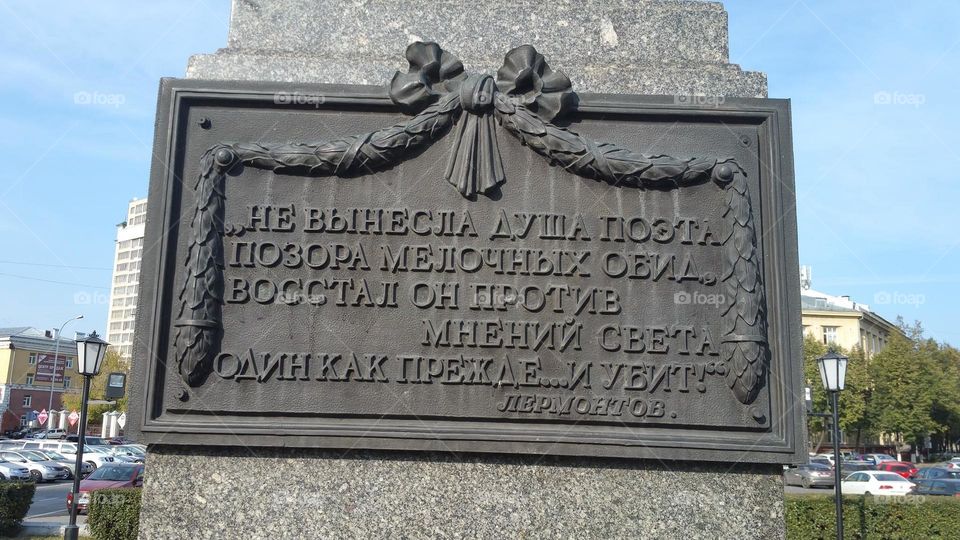 „НЕ ВЫНЕСЛА ДУША ПОЭТА
ПОЗОРА МЕЛОЧНЫХ ОБИД,
ВОССТАЛ ОН ПРОТИВ
МНЕНИЙ СВЕТА
ОДИН КАК ПРЕЖДЕ...И УБИТ!“
ЛЕРМОНТОВ.